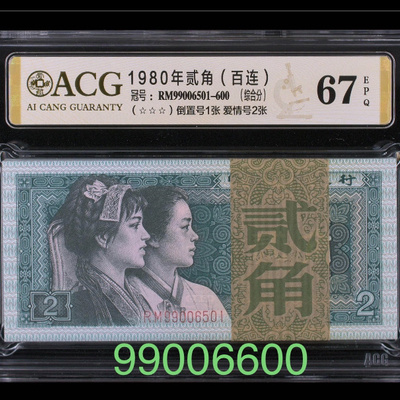 ACG
AI CANG GUARANTY
1980年贰角（百连）
冠号：RM99006501-600 (综合分)
(☆☆☆) 倒置号1张 爱情号2张
67 EPQ
行
贰角
2
RM99006501
2
99006600
ACG